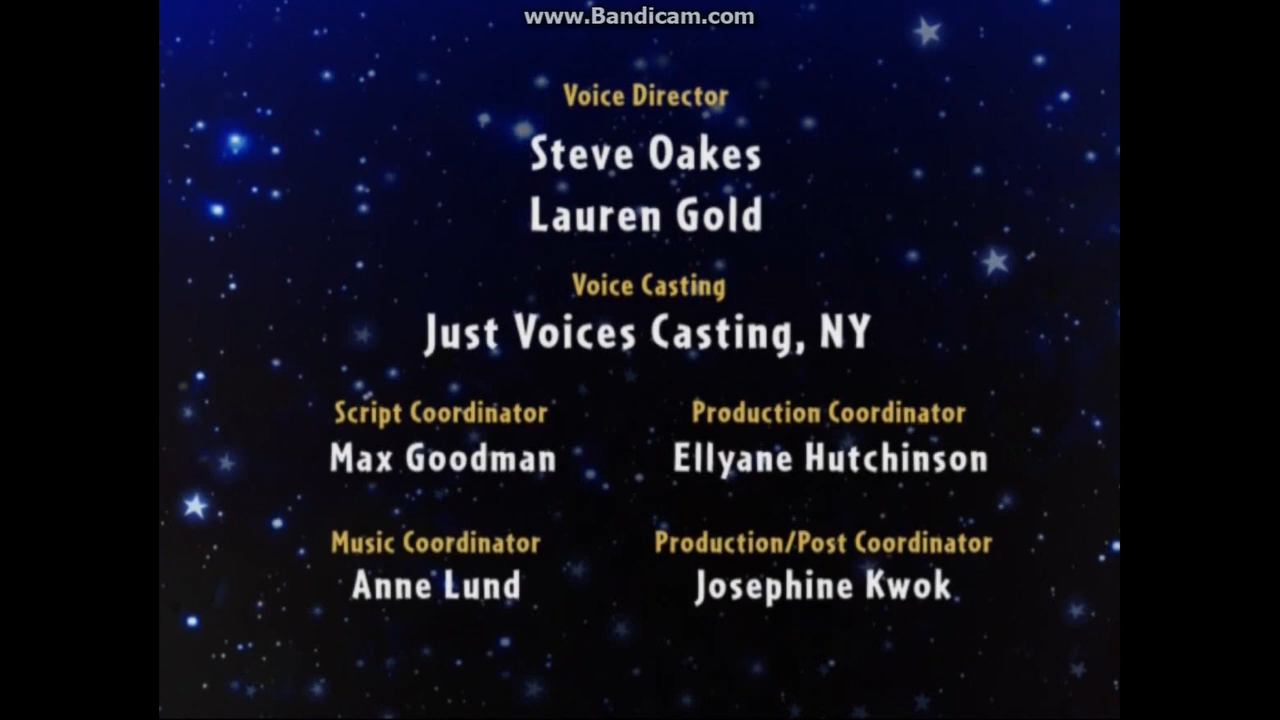 www.Bandicam.com
Voice Director
Steve Oakes
Lauren Gold
Voice Casting
Just Voices Casting, NY
Script Coordinator
Max Goodman
Production Coordinator
Ellyane Hutchinson
Music Coordinator
Anne Lund
Production/Post Coordinator
Josephine Kwok